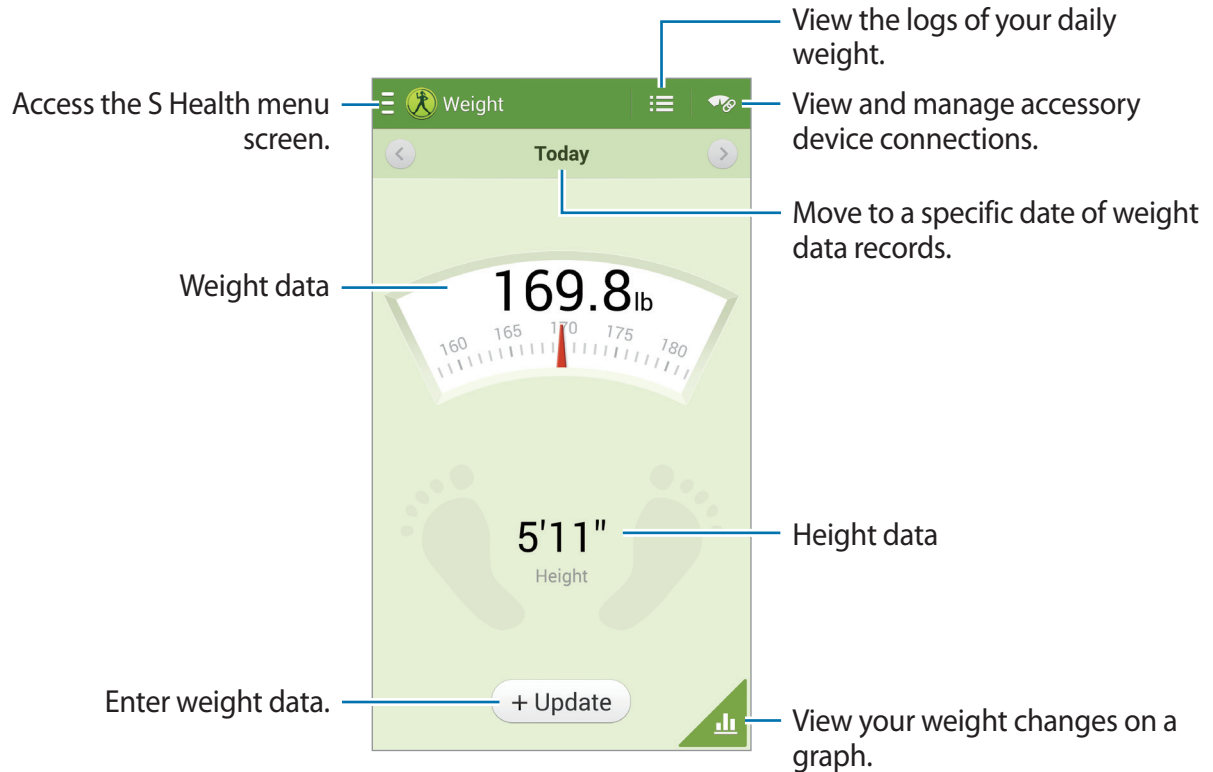 View the logs of your daily
weight.
Access the S Health menu
screen.
Weight
View and manage accessory
device connections.
Today
Move to a specific date of weight
data records.
Weight data
169.8lb
160 165 170 175 180
5'11"
Height
Height data
Enter weight data.
+ Update
View your weight changes on a
graph.